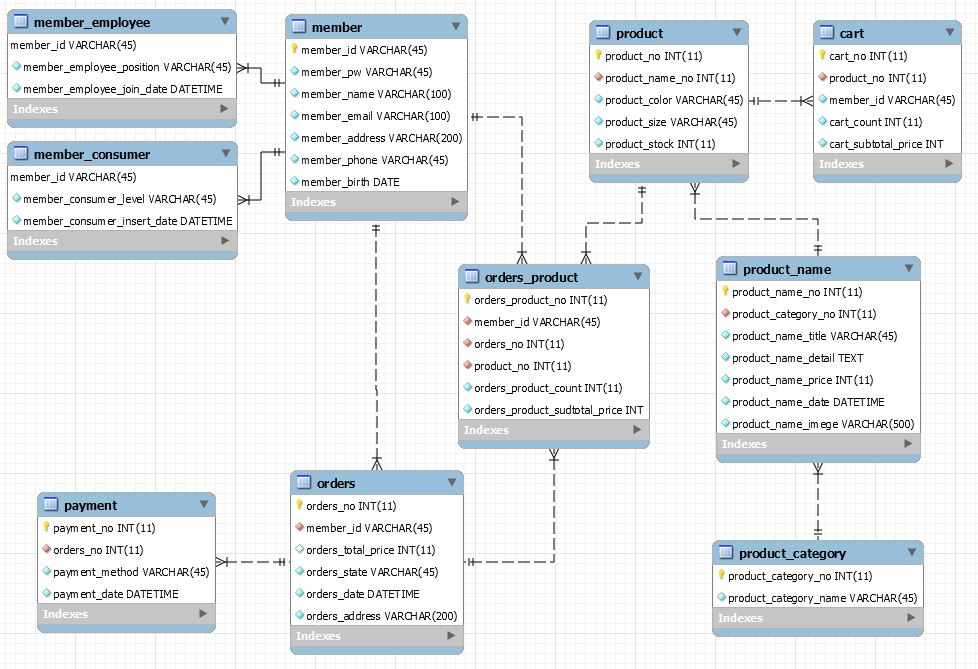 member_employee
member_id VARCHAR(45)
member_employee_position VARCHAR(45)
member_employee_join_date DATETIME
Indexes
member_consumer
member_id VARCHAR(45)
member_consumer_level VARCHAR(45)
member_consumer_insert_date DATETIME
Indexes
member
member_id VARCHAR(45)
member_pw VARCHAR(45)
member_name VARCHAR(100)
member_email VARCHAR(100)
member_address VARCHAR(200)
member_phone VARCHAR(45)
member_birth DATE
Indexes
product
product_no INT(11)
product_name_no INT(11)
product_color VARCHAR(45)
product_size VARCHAR(45)
product_stock INT(11)
Indexes
cart
cart_no INT(11)
product_no INT(11)
member_id VARCHAR(45)
cart_count INT(11)
cart_subtotal_price INT
Indexes
orders_product
orders_product_no INT(11)
member_id VARCHAR(45)
orders_no INT(11)
product_no INT(11)
orders_product_count INT(11)
orders_product_sudtotal_price INT
Indexes
product_name
product_name_no INT(11)
product_category_no INT(11)
product_name_title VARCHAR(45)
product_name_detail TEXT
product_name_price INT(11)
product_name_date DATETIME
product_name_imege VARCHAR(500)
Indexes
payment
payment_no INT(11)
orders_no INT(11)
payment_method VARCHAR(45)
payment_date DATETIME
Indexes
orders
orders_no INT(11)
member_id VARCHAR(45)
orders_total_price INT(11)
orders_state VARCHAR(45)
orders_date DATETIME
orders_address VARCHAR(200)
Indexes
product_category
product_category_no INT(11)
product_category_name VARCHAR(45)
Indexes